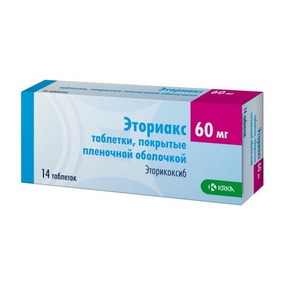 Эториакс
60 мг
таблетки, покрытые
пленочной оболочкой
Эторикоксиб
14 таблеток
KRKA